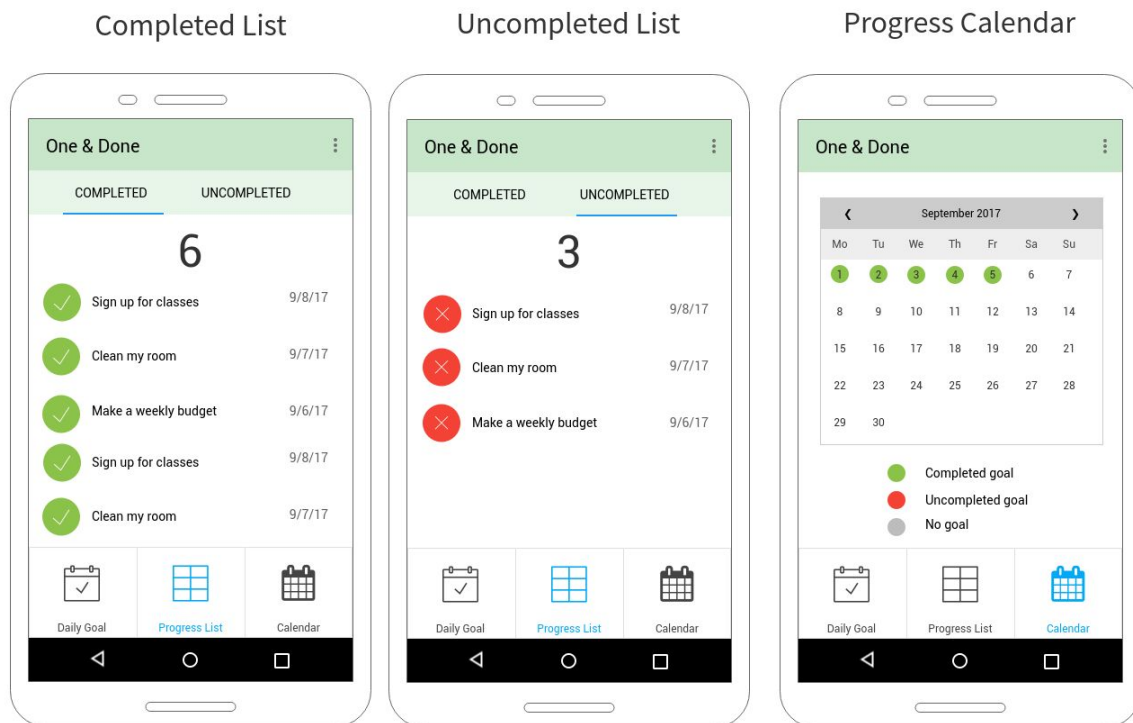 Completed List
Uncompleted List
Progress Calendar
One & Done
COMPLETED UNCOMPLETED
6
Sign up for classes 9/8/17
Clean my room 9/7/17
Make a weekly budget 9/6/17
Sign up for classes 9/8/17
Clean my room 9/7/17
Daily Goal Progress List Calendar
One & Done
COMPLETED UNCOMPLETED
3
Sign up for classes 9/8/17
Clean my room 9/7/17
Make a weekly budget 9/6/17
Daily Goal Progress List Calendar
One & Done
❮ September 2017 ❯
Mo Tu We Th Fr Sa Su
1 2 3 4 5 6 7
8 9 10 11 12 13 14
15 16 17 18 19 20 21
22 23 24 25 26 27 28
29 30
Completed goal
Uncompleted goal
No goal
Daily Goal Progress List Calendar